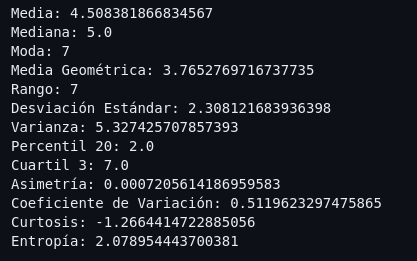 Media: 4.508381866834567
Mediana: 5.0
Moda: 7
Media Geométrica: 3.7652769716737735
Rango: 7
Desviación Estándar: 2.308121683936398
Varianza: 5.327425707857393
Percentil 20: 2.0
Cuartil 3: 7.0
Asimetría: 0.0007205614186959583
Coeficiente de Variación: 0.5119623297475865
Curtosis: -1.2664414722885056
Entropía: 2.078954443700381